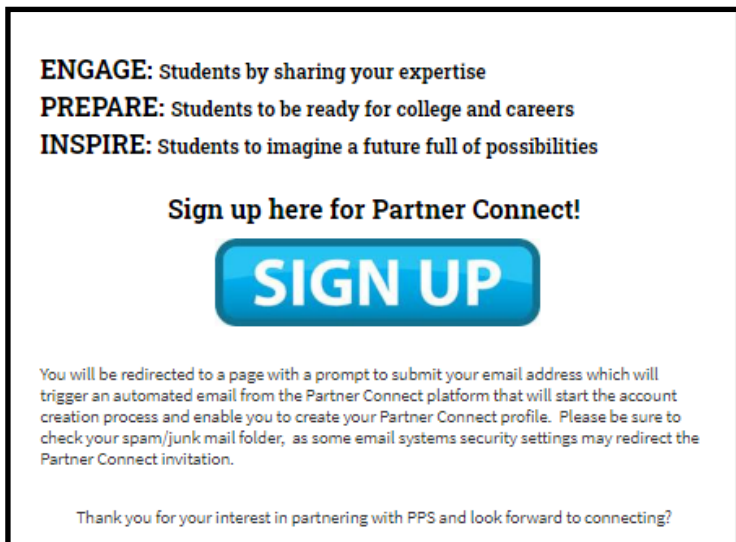 ENGAGE: Students by sharing your expertise
PREPARE: Students to be ready for college and careers
INSPIRE: Students to imagine a future full of possibilities
Sign up here for Partner Connect!
SIGN UP
You will be redirected to a page with a prompt to submit your email address which will
trigger an automated email from the Partner Connect platform that will start the account
creation process and enable you to create your Partner Connect profile.  Please be sure to
check your spam/junk mail folder,  as some email systems security settings may redirect the
Partner Connect invitation.
Thank you for your interest in partnering with PPS and look forward to connecting?